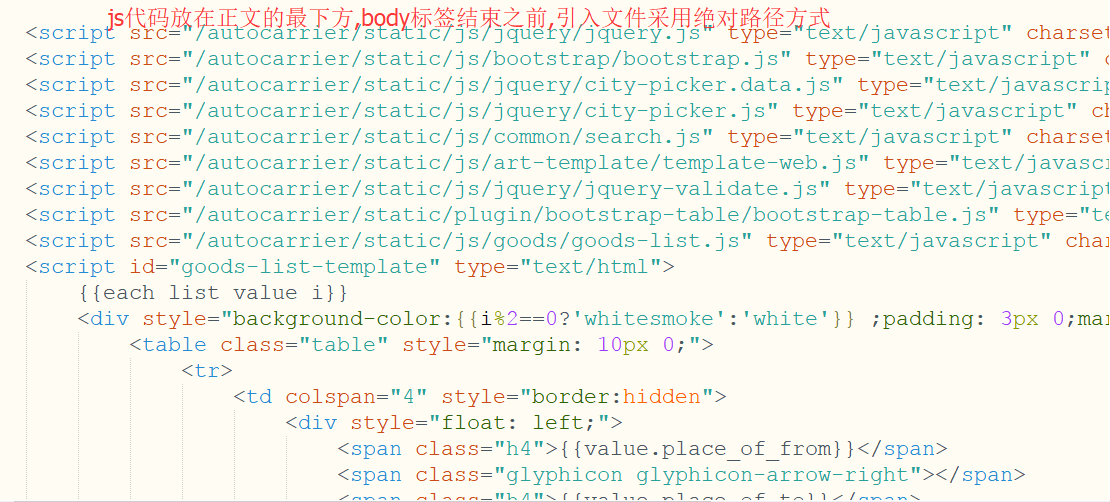 js代码放在正文的最下方,body标签结束之前,引入文件采用绝对路径方式
<script src="/autocarrier/static/js/jquery/jquery.js" type="text/javascript" charset
<script src="/autocarrier/static/js/bootstrap/bootstrap.js" type="text/javascript" c
<script src="/autocarrier/static/js/jquery/city-picker.data.js" type="text/javascrip
<script src="/autocarrier/static/js/jquery/city-picker.js" type="text/javascript" ch
<script src="/autocarrier/static/js/common/search.js" type="text/javascript" charset
<script src="/autocarrier/static/js/art-template/template-web.js" type="text/javascr
<script src="/autocarrier/static/js/jquery/jquery-validate.js" type="text/javascript
<script src="/autocarrier/static/plugin/bootstrap-table/bootstrap-table.js" type="te
<script src="/autocarrier/static/js/goods/goods-list.js" type="text/javascript" char
<script id="goods-list-template" type="text/html">
{{each list value i}}
<div style="background-color:{{i%2==0?'whitesmoke':'white'}} ;padding: 3px 0;mar
<table class="table" style="margin: 10px 0;">
<tr>
<td colspan="4" style="border:hidden">
<div style="float: left;">
<span class="h4">{{value.place_of_from}}</span>
<span class="glyphicon glyphicon-arrow-right"></span>
<span class="h4">{{value.place_of_to}}</span>